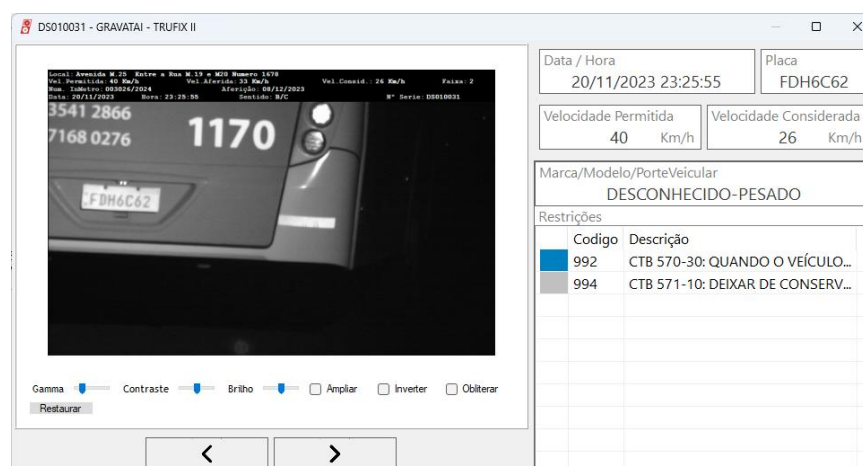 DS010031 - GRAVATAI - TRUFIX II
Local: Avenida M.25 Entre a Rua M.19 e M20 Numero 1678
Vel.Permitida: 40 Km/h Vel.Aferida: 33 Km/h Vel.Consid.: 26 Km/h Faixa: 2
Num. InMetro: 003026/2024 Aferição: 08/12/2023
Data: 20/11/2023 Hora: 23:25:55 Sentido: B/C Nº Serie: DS010031
3541 2866
7168 0276
1170
FDH6C62
Gamma Contraste Brilho Ampliar Inverter Obliterar
Restaurar
Data / Hora Placa
20/11/2023 23:25:55 FDH6C62
Velocidade Permitida Velocidade Considerada
40 Km/h 26 Km/h
Marca/Modelo/PorteVeicular
DESCONHECIDO-PESADO
Restrições
Codigo Descrição
992 CTB 570-30: QUANDO O VEÍCULO...
994 CTB 571-10: DEIXAR DE CONSERV...